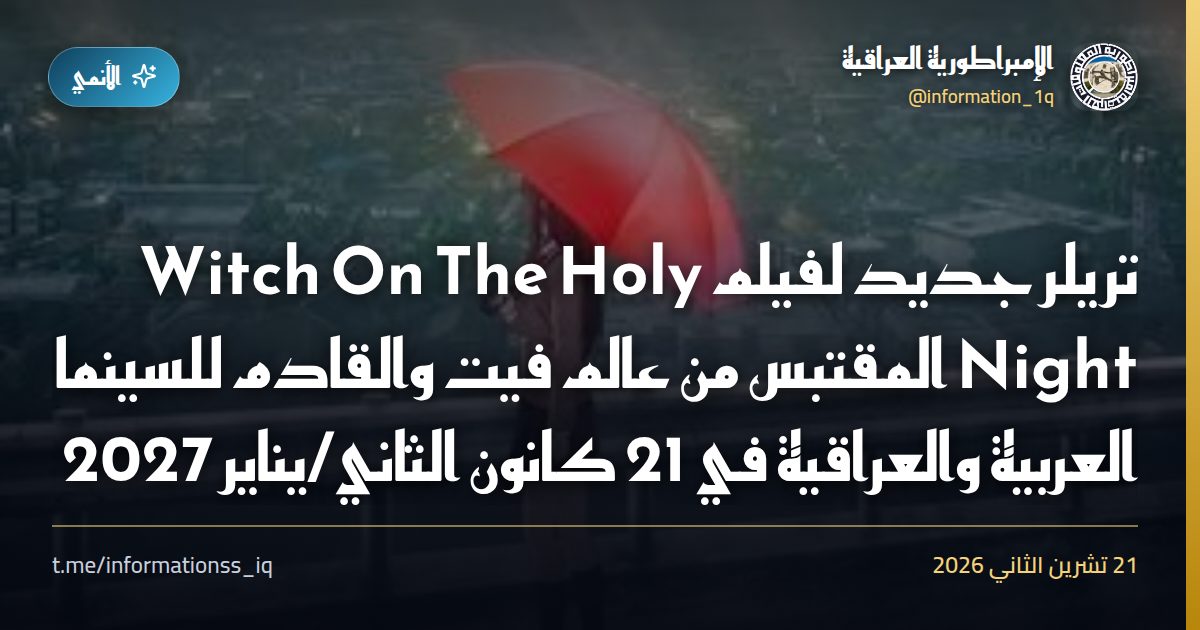 الإمبراطورية العراقية
@information_1q
الأنمي
تريلر جديد لفيلم Witch On The Holy
Night المقتبس من عالم فيت والقادم للسينما
العربية والعراقية في 21 كانون الثاني/يناير 2027
21 تشرين الثاني 2026
t.me/informationss_iq